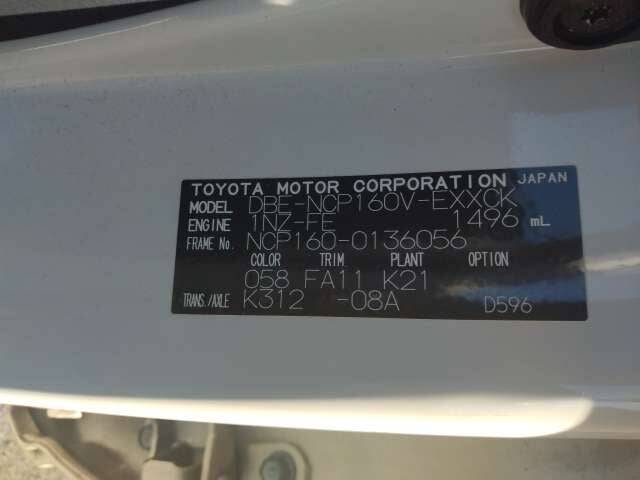 TOYOTA MOTOR CORPORATION JAPAN
MODEL DBE-NCP160V-EXXCK
ENGINE 1NZ-FE 1496 mL
FRAME No. NCP160-0136056
COLOR TRIM PLANT OPTION
058 FA11 K21
TRANS./AXLE K312 -08A D596